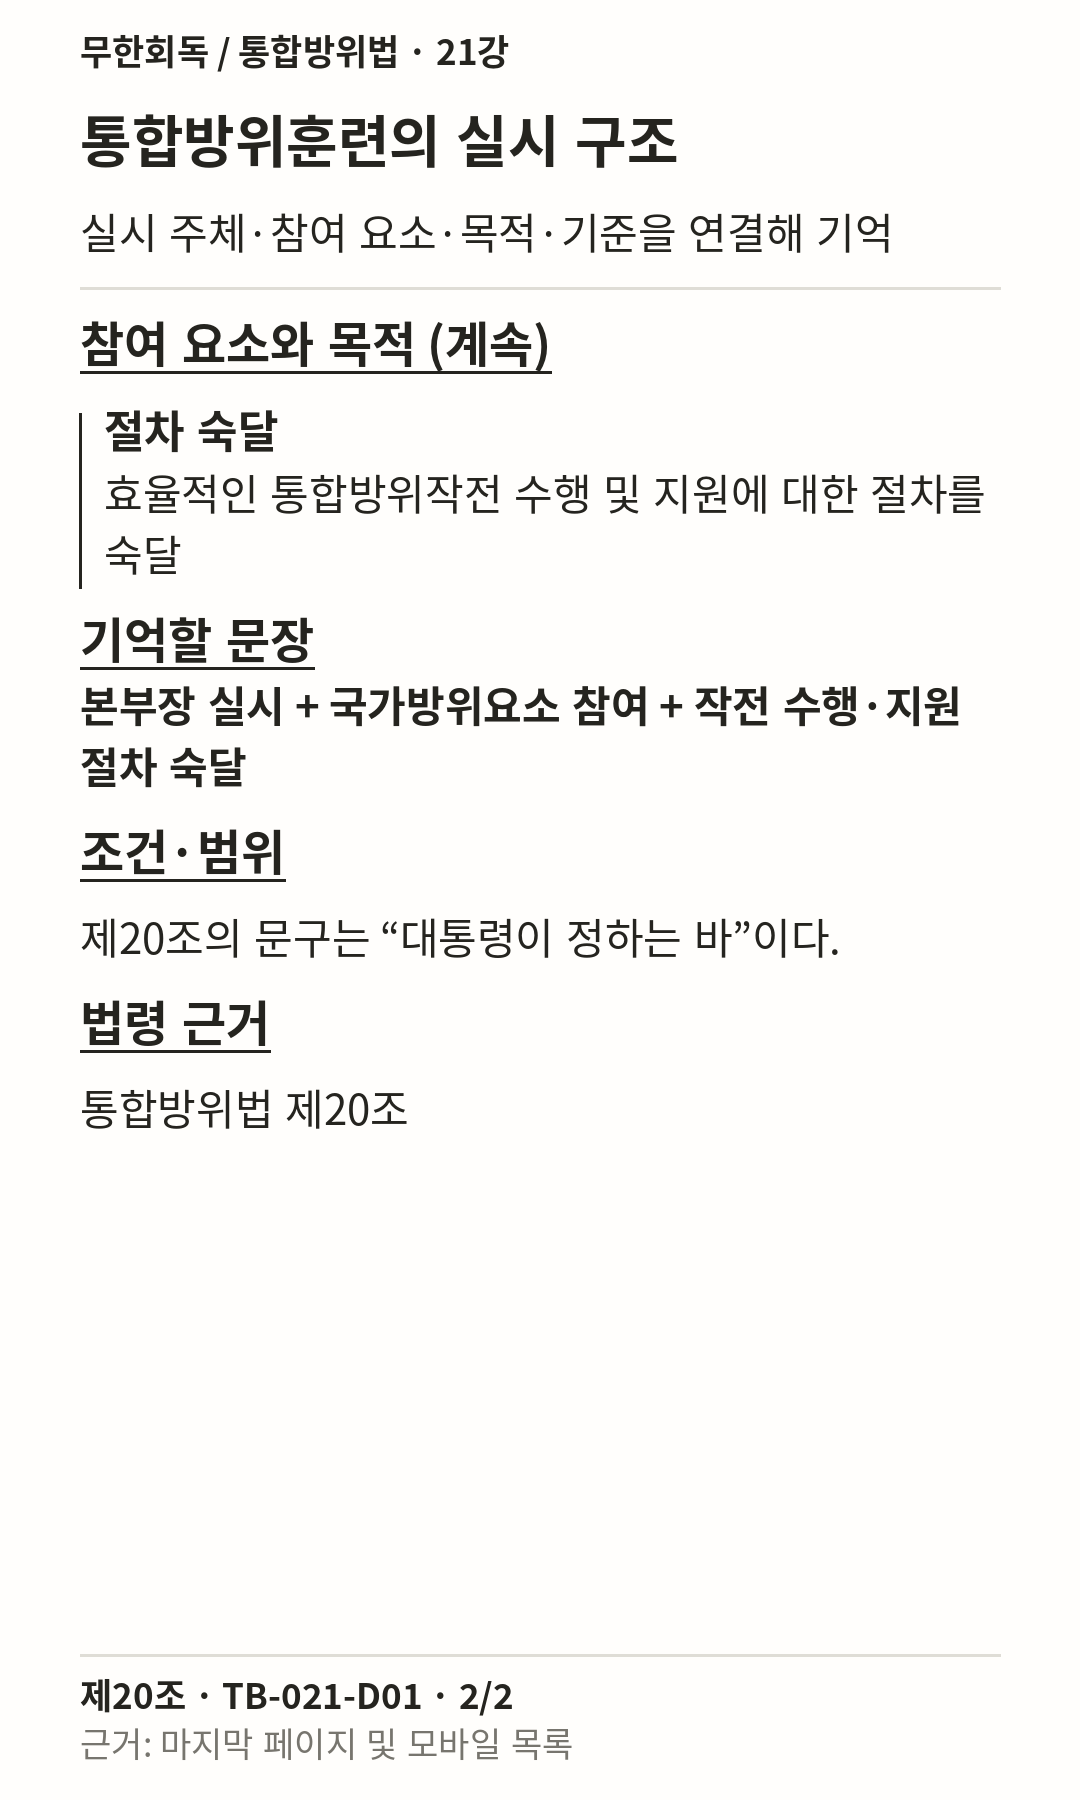 무한회독 / 통합방위법 · 21강
통합방위훈련의 실시 구조
실시 주체·참여 요소·목적·기준을 연결해 기억
참여 요소와 목적 (계속)
절차 숙달
효율적인 통합방위작전 수행 및 지원에 대한 절차를
숙달
기억할 문장
본부장 실시 + 국가방위요소 참여 + 작전 수행·지원
절차 숙달
조건·범위
제20조의 문구는 “대통령이 정하는 바”이다.
법령 근거
통합방위법 제20조
제20조 · TB-021-D01 · 2/2
근거: 마지막 페이지 및 모바일 목록